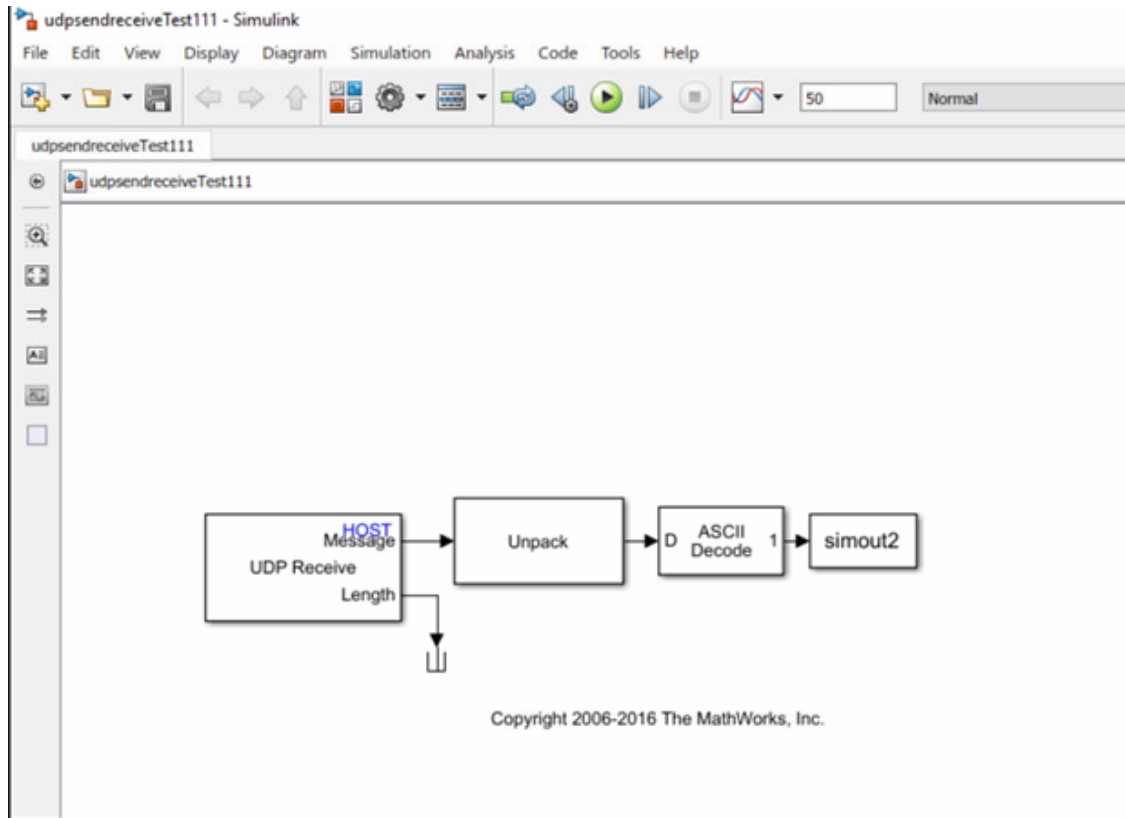 udpsendreceiveTest111 - Simulink
File Edit View Display Diagram Simulation Analysis Code Tools Help
50 Normal
udpsendreceiveTest111
udpsendreceiveTest111
HOST
Message
UDP Receive
Length
Unpack
D ASCII Decode 1
simout2
Copyright 2006-2016 The MathWorks, Inc.